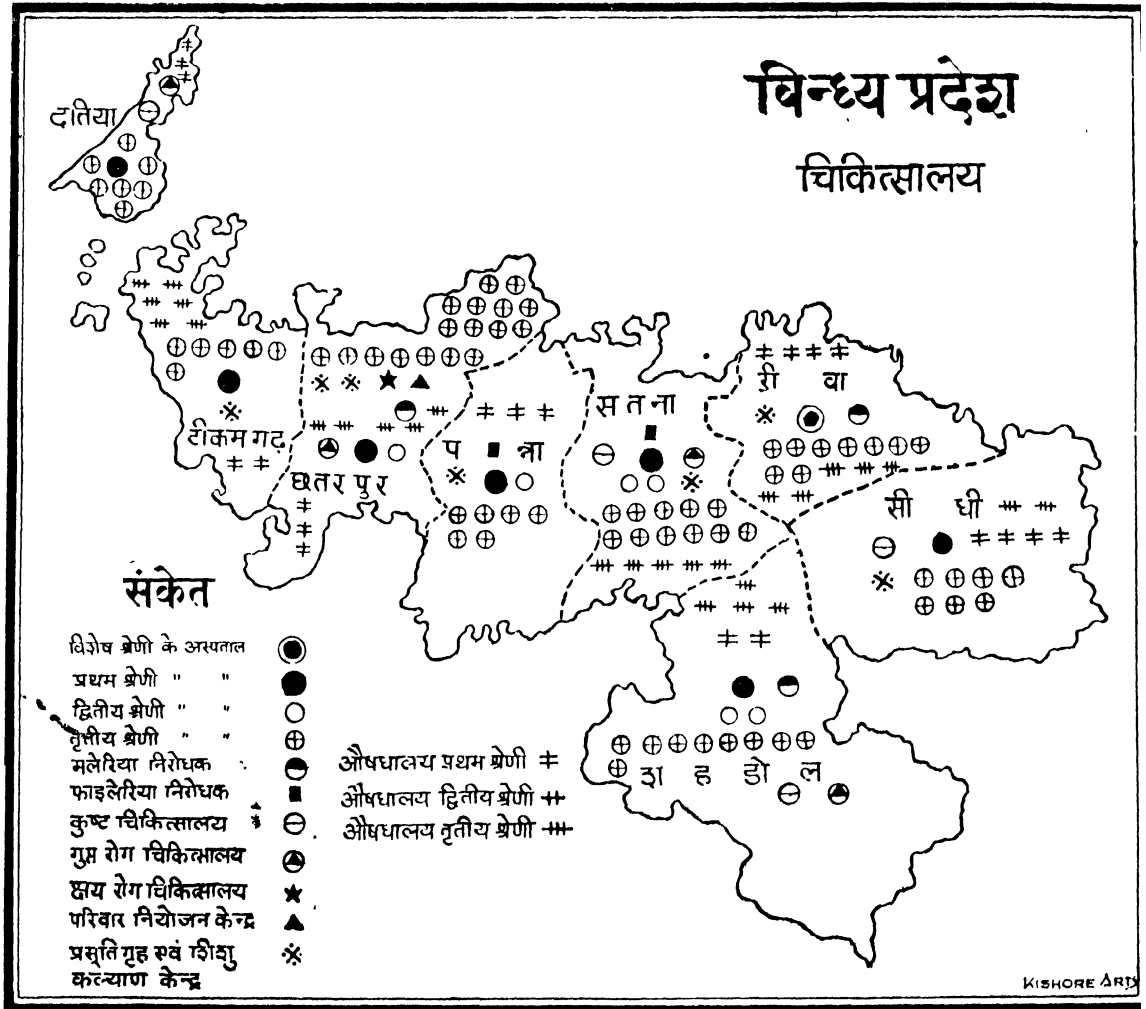 विन्ध्य प्रदेश
चिकित्सालय
दतिया
टीकमगढ़
छतरपुर
पन्ना
सतना
रीवा
सीधी
शहडोल
संकेत
विशेष श्रेणी के अस्पताल
प्रथम श्रेणी " "
द्वितीय श्रेणी " "
तृतीय श्रेणी " "
मलेरिया निरोधक
फाइलेरिया निरोधक
कुष्ट चिकित्सालय
गुप्त रोग चिकित्सालय
क्षय रोग चिकित्सालय
परिवार नियोजन केन्द्र
प्रसूति गृह एवं शिशु
कल्याण केन्द्र
औषधालय प्रथम श्रेणी
औषधालय द्वितीय श्रेणी
औषधालय तृतीय श्रेणी
KISHORE ARTS